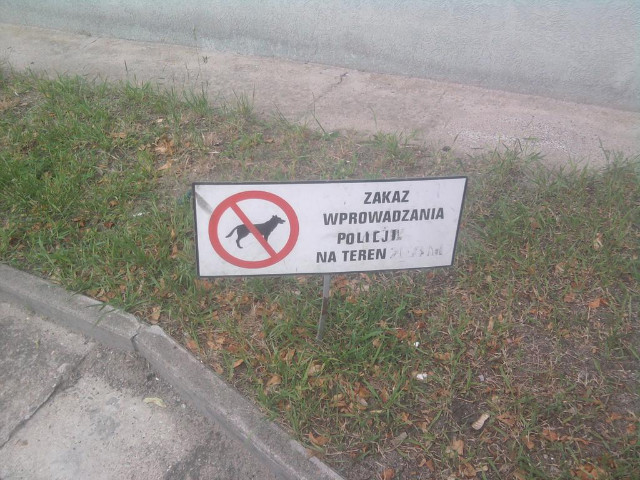 ZAKAZ
WPROWADZANIA
POLICJI
NA TEREN